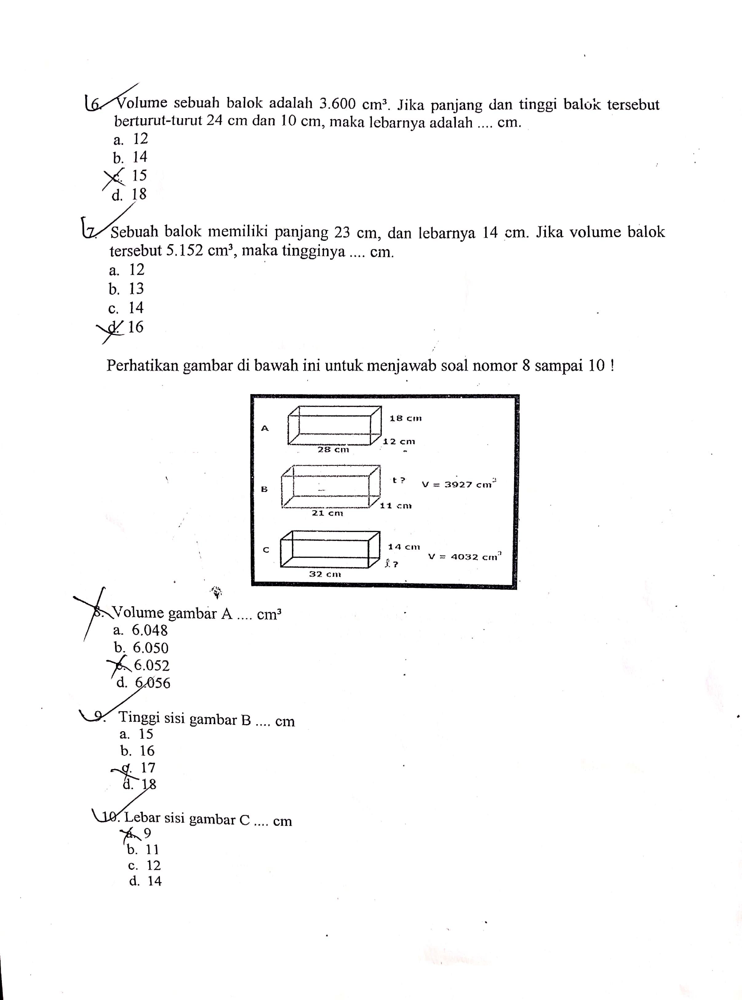 6. Volume sebuah balok adalah 3.600 cm³. Jika panjang dan tinggi balok tersebut
berturut-turut 24 cm dan 10 cm, maka lebarnya adalah .... cm.
a. 12
b. 14
c. 15
d. 18
7. Sebuah balok memiliki panjang 23 cm, dan lebarnya 14 cm. Jika volume balok
tersebut 5.152 cm³, maka tingginya .... cm.
a. 12
b. 13
c. 14
d. 16
Perhatikan gambar di bawah ini untuk menjawab soal nomor 8 sampai 10 !
18 cm
A
12 cm
28 cm
t ? V = 3927 cm³
B
11 cm
21 cm
14 cm
C
V = 4032 cm³
l ?
32 cm
8. Volume gambar A .... cm³
a. 6.048
b. 6.050
c. 6.052
d. 6.056
9. Tinggi sisi gambar B .... cm
a. 15
b. 16
c. 17
d. 18
10. Lebar sisi gambar C .... cm
a. 9
b. 11
c. 12
d. 14